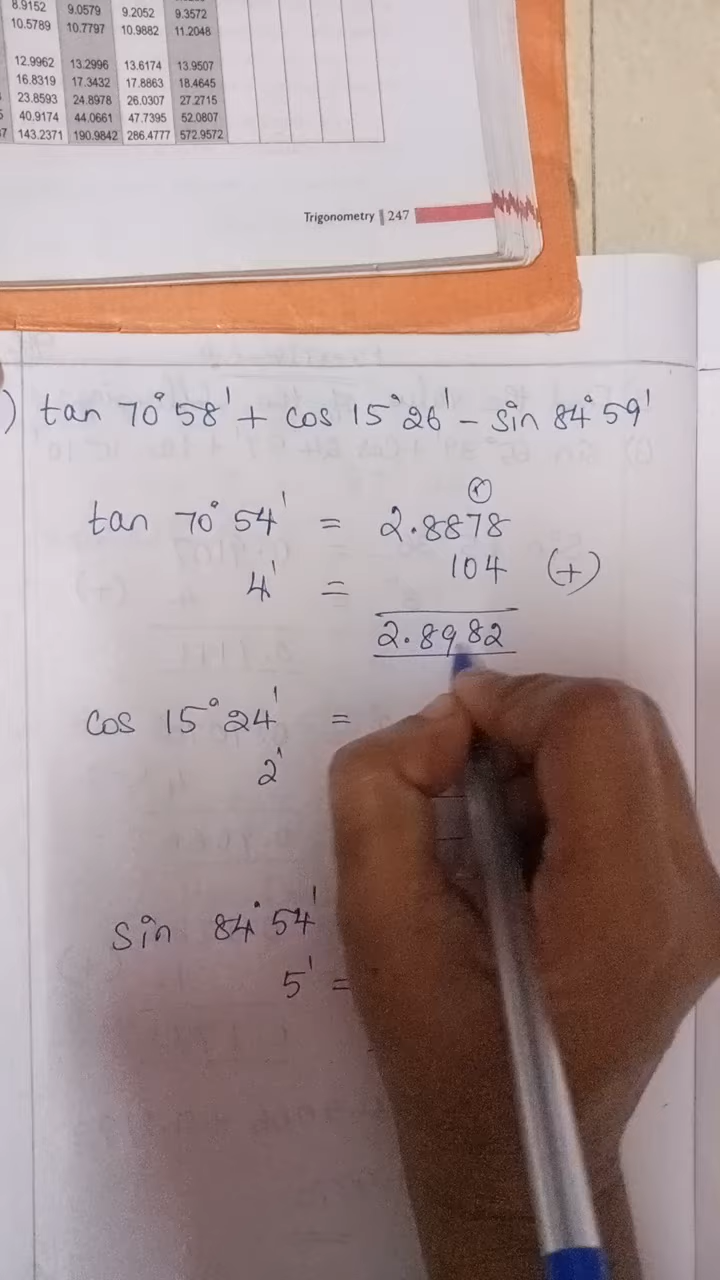 8.9152 9.0579 9.2052 9.3572
10.5789 10.7797 10.9882 11.2048
12.9962 13.2996 13.6174 13.9507
16.8319 17.3432 17.8863 18.4645
23.8593 24.8978 26.0307 27.2715
40.9174 44.0661 47.7395 52.0807
143.2371 190.9842 286.4777 572.9572
Trigonometry 247
) tan 70° 58' + cos 15° 26' - sin 84° 59'
tan 70° 54' = 2.8878
4' = 104 (+)
2.8982
cos 15° 24' =
2'
sin 84° 54'
5' =